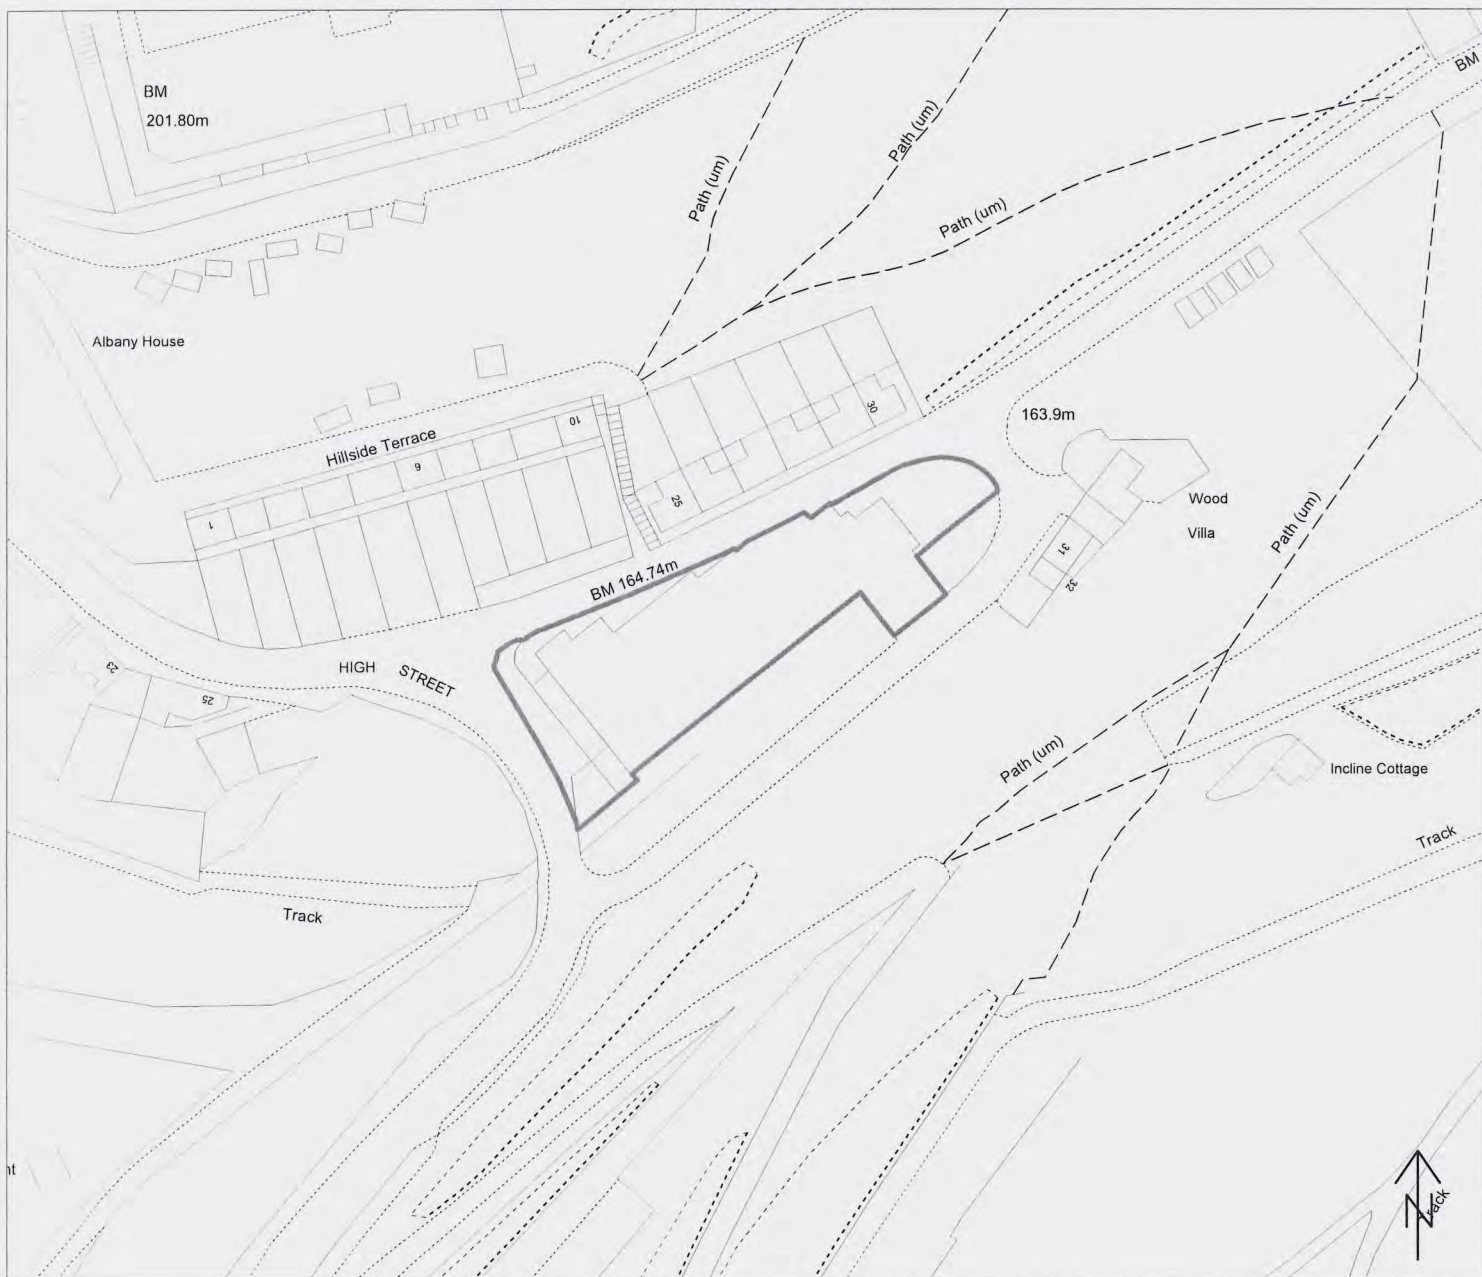 BM
BM
201.80m
Path (um)
Path (um)
Path (um)
Albany House
30
163.9m
10
Hillside Terrace
6
25
Wood
Villa
1
Path (um)
31
32
BM 164.74m
23
HIGH STREET
25
Path (um)
Incline Cottage
Track
Track
nt
N
Track